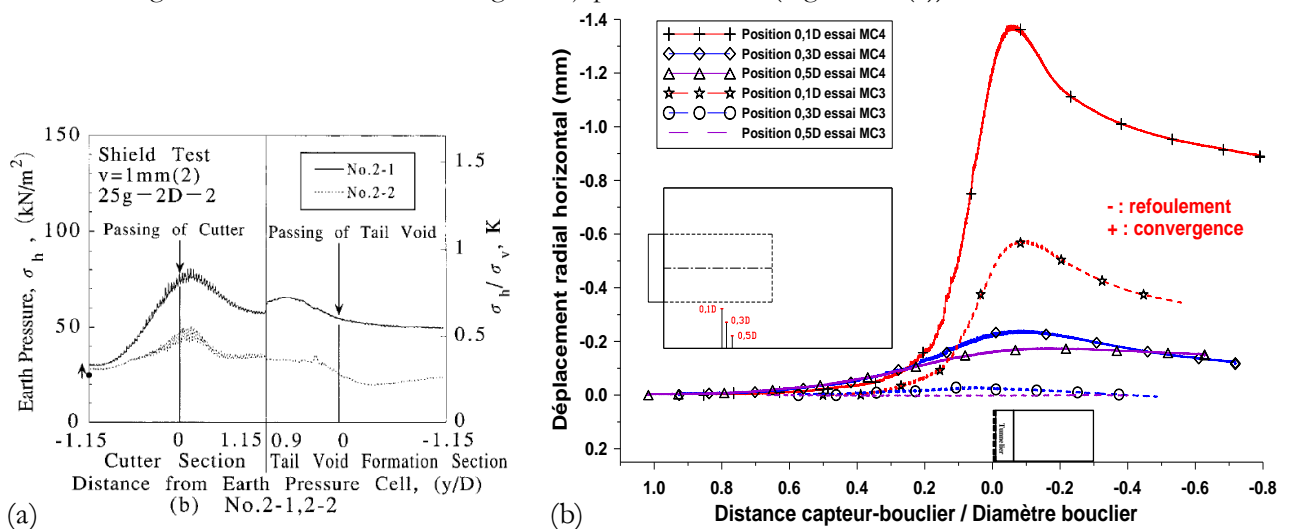 150
100
50
0
Earth Pressure, σh, (kN/m²)
Shield Test
v=1mm(2)
25g-2D-2
No.2-1
No.2-2
Passing of Cutter
Passing of Tail Void
1.5
1
0.5
0
σh/σv, K
-1.15 0 1.15 0.9 0 -1.15
Cutter Section Tail Void Formation Section
Distance from Earth Pressure Cell, (y/D)
(b) No.2-1,2-2
(a)
Position 0,1D essai MC4
Position 0,3D essai MC4
Position 0,5D essai MC4
Position 0,1D essai MC3
Position 0,3D essai MC3
Position 0,5D essai MC3
-1.4
-1.2
-1.0
-0.8
-0.6
-0.4
-0.2
0.0
0.2
Déplacement radial horizontal (mm)
- : refoulement
+ : convergence
0,1D
0,3D
0,5D
Tunnelier
1.0 0.8 0.6 0.4 0.2 0.0 -0.2 -0.4 -0.6 -0.8
Distance capteur-bouclier / Diamètre bouclier
(b)